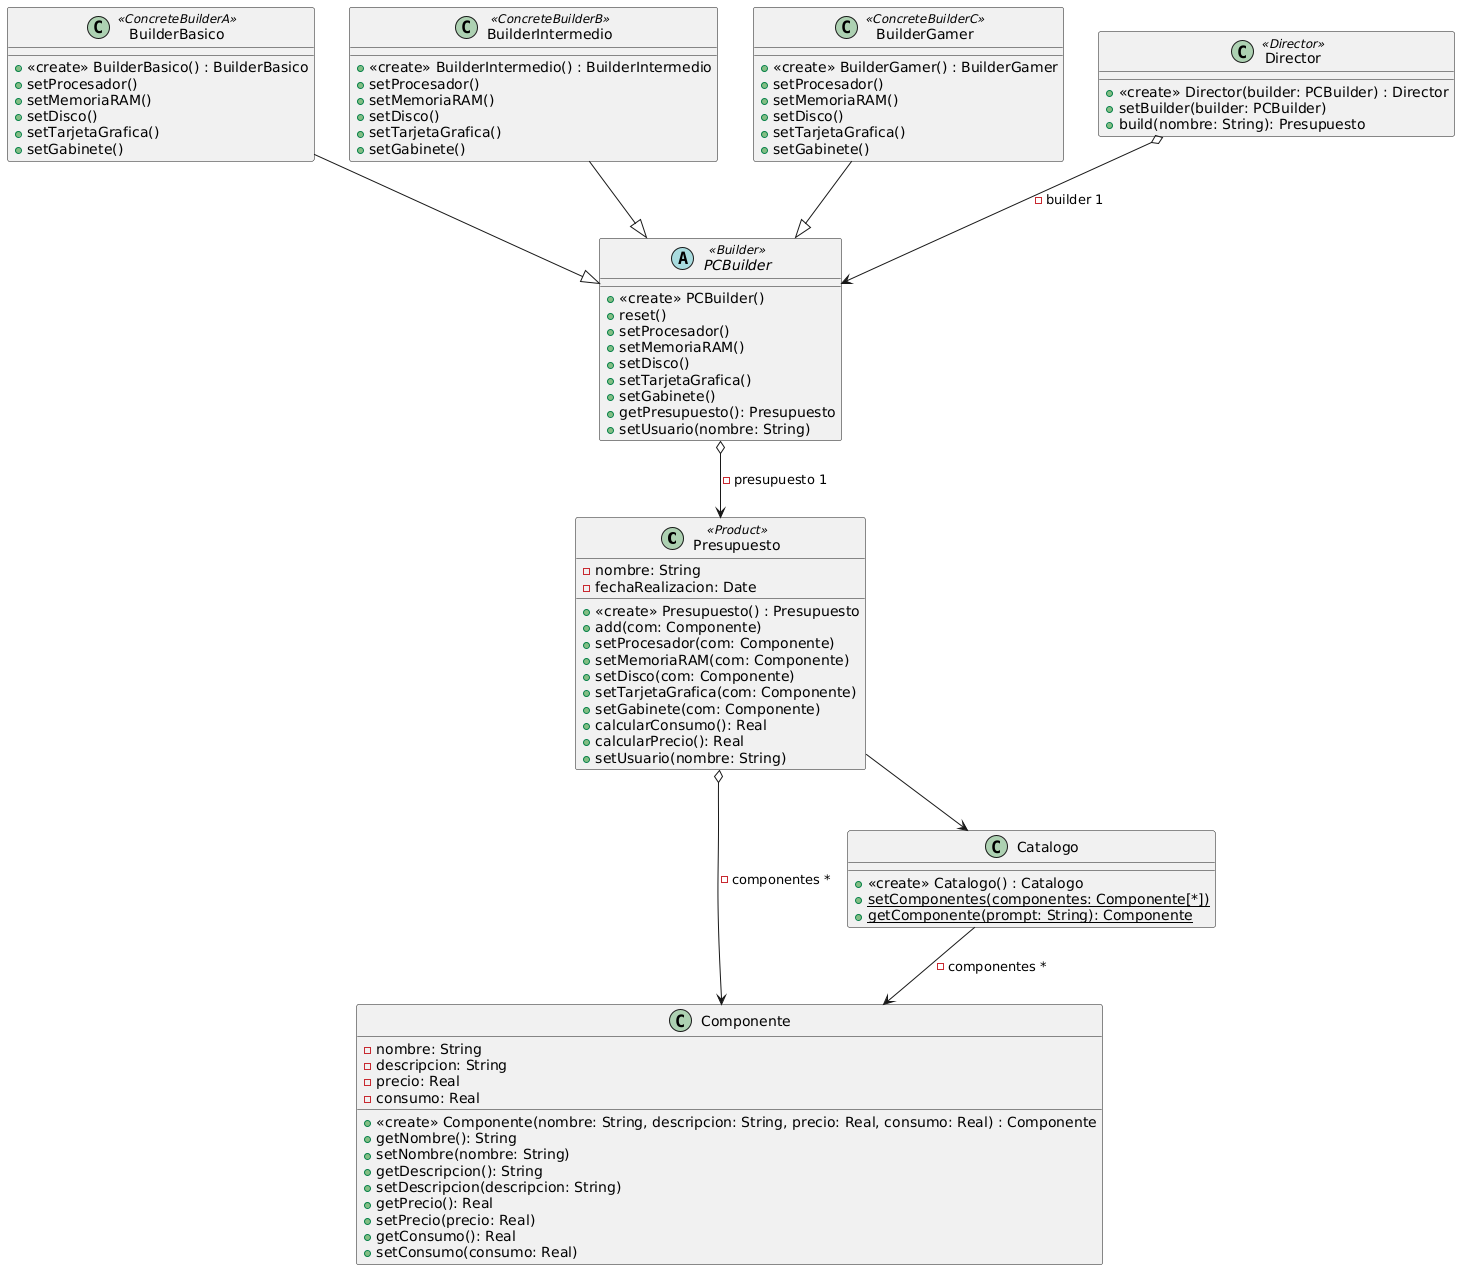 C
«ConcreteBuilderA»
BuilderBasico
«create» BuilderBasico() : BuilderBasico
setProcesador()
setMemoriaRAM()
setDisco()
setTarjetaGrafica()
setGabinete()
C
«ConcreteBuilderB»
BuilderIntermedio
«create» BuilderIntermedio() : BuilderIntermedio
setProcesador()
setMemoriaRAM()
setDisco()
setTarjetaGrafica()
setGabinete()
C
«ConcreteBuilderC»
BuilderGamer
«create» BuilderGamer() : BuilderGamer
setProcesador()
setMemoriaRAM()
setDisco()
setTarjetaGrafica()
setGabinete()
C
«Director»
Director
«create» Director(builder: PCBuilder) : Director
setBuilder(builder: PCBuilder)
build(nombre: String): Presupuesto
builder 1
A
«Builder»
PCBuilder
«create» PCBuilder()
reset()
setProcesador()
setMemoriaRAM()
setDisco()
setTarjetaGrafica()
setGabinete()
getPresupuesto(): Presupuesto
setUsuario(nombre: String)
presupuesto 1
C
«Product»
Presupuesto
nombre: String
fechaRealizacion: Date
«create» Presupuesto() : Presupuesto
add(com: Componente)
setProcesador(com: Componente)
setMemoriaRAM(com: Componente)
setDisco(com: Componente)
setTarjetaGrafica(com: Componente)
setGabinete(com: Componente)
calcularConsumo(): Real
calcularPrecio(): Real
setUsuario(nombre: String)
C
Catalogo
«create» Catalogo() : Catalogo
setComponentes(componentes: Componente[*])
getComponente(prompt: String): Componente
componentes *
componentes *
C
Componente
nombre: String
descripcion: String
precio: Real
consumo: Real
«create» Componente(nombre: String, descripcion: String, precio: Real, consumo: Real) : Componente
getNombre(): String
setNombre(nombre: String)
getDescripcion(): String
setDescripcion(descripcion: String)
getPrecio(): Real
setPrecio(precio: Real)
getConsumo(): Real
setConsumo(consumo: Real)